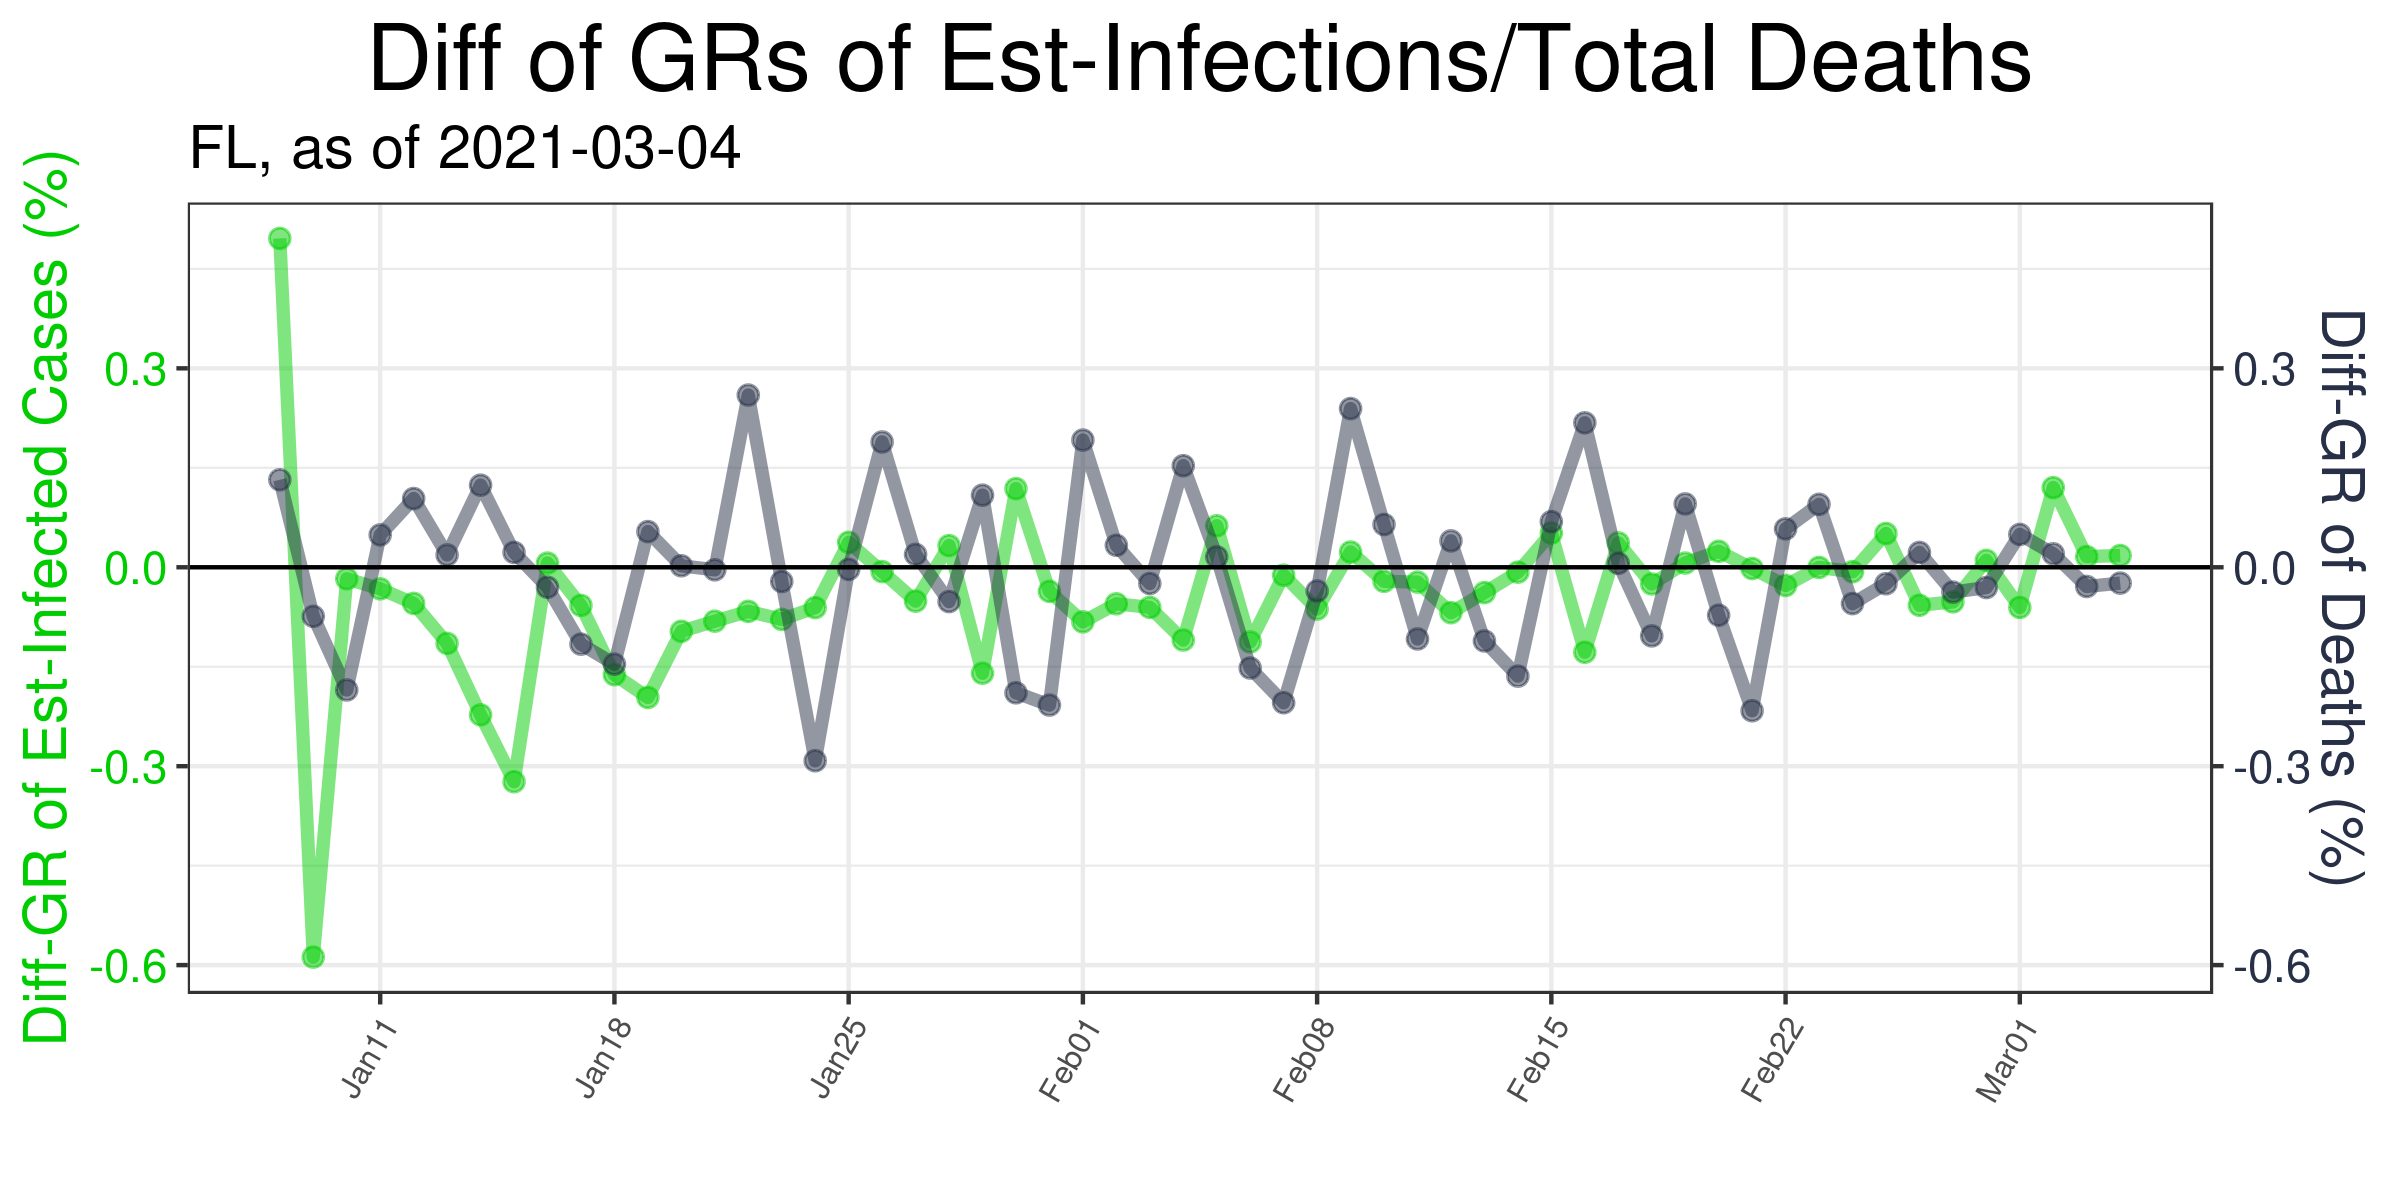 Diff of GRs of Est-Infections/Total Deaths
FL, as of 2021-03-04
Diff-GR of Est-Infected Cases (%)
0.3
0.0
-0.3
-0.6
0.3
0.0
-0.3
-0.6
Diff-GR of Deaths (%)
Jan11
Jan18
Jan25
Feb01
Feb08
Feb15
Feb22
Mar01